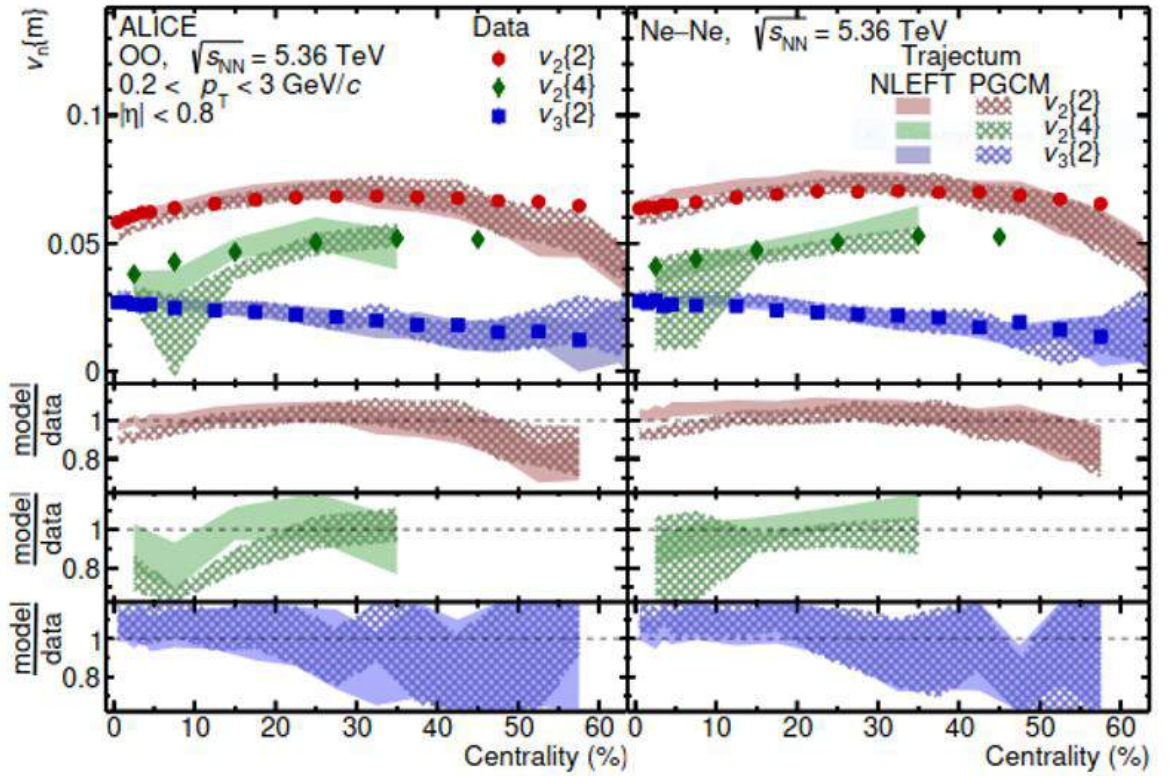 vₙ{m}
ALICE
OO, √sNN = 5.36 TeV
0.2 < pT < 3 GeV/c
|η| < 0.8
Data
v₂{2}
v₂{4}
v₃{2}
0.1
0.05
0
Ne–Ne, √sNN = 5.36 TeV
Trajectum
NLEFT PGCM
v₂{2}
v₂{4}
v₃{2}
model
data
1
0.8
model
data
1
0.8
model
data
1
0.8
0 10 20 30 40 50 60
Centrality (%)
0 10 20 30 40 50 60
Centrality (%)